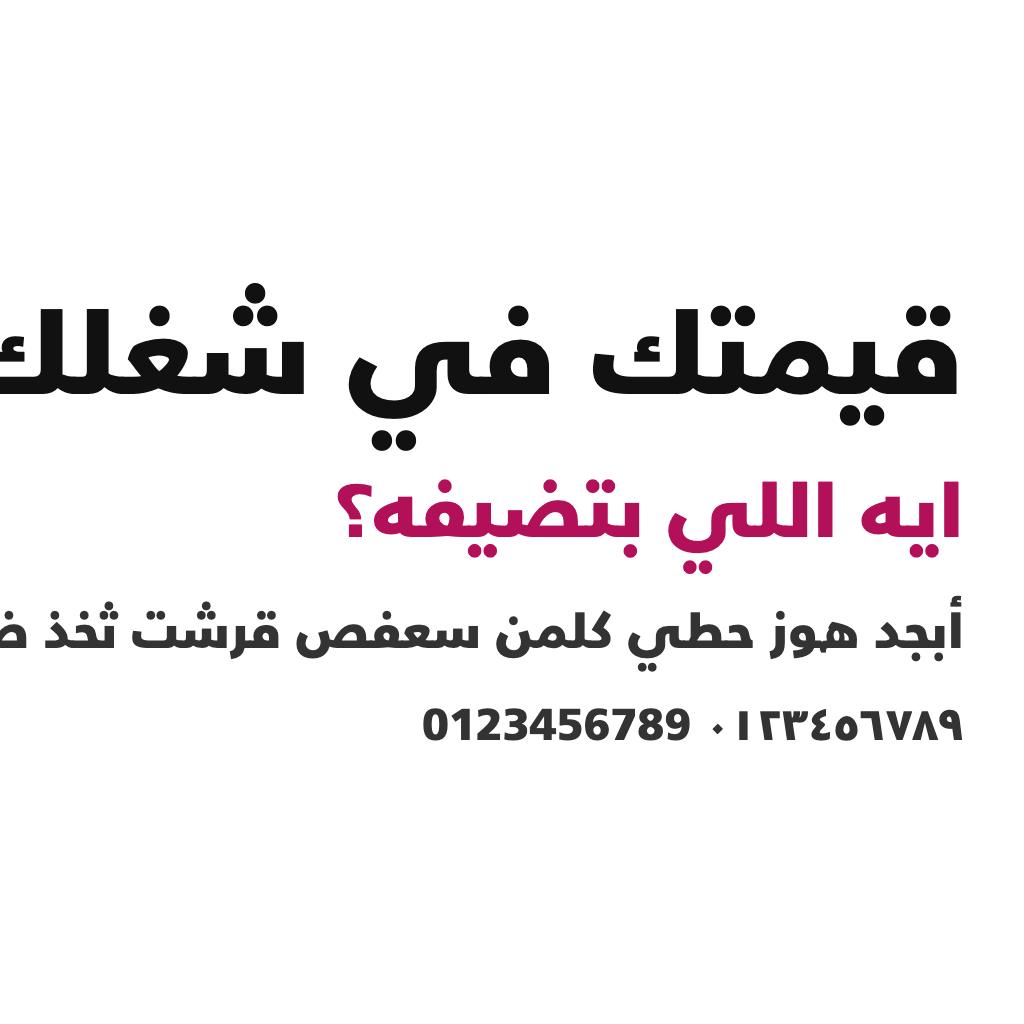 قيمتك في شغلك
ايه اللي بتضيفه؟
أبجد هوز حطي كلمن سعفص قرشت ثخذ
٠١٢٣٤٥٦٧٨٩ 0123456789